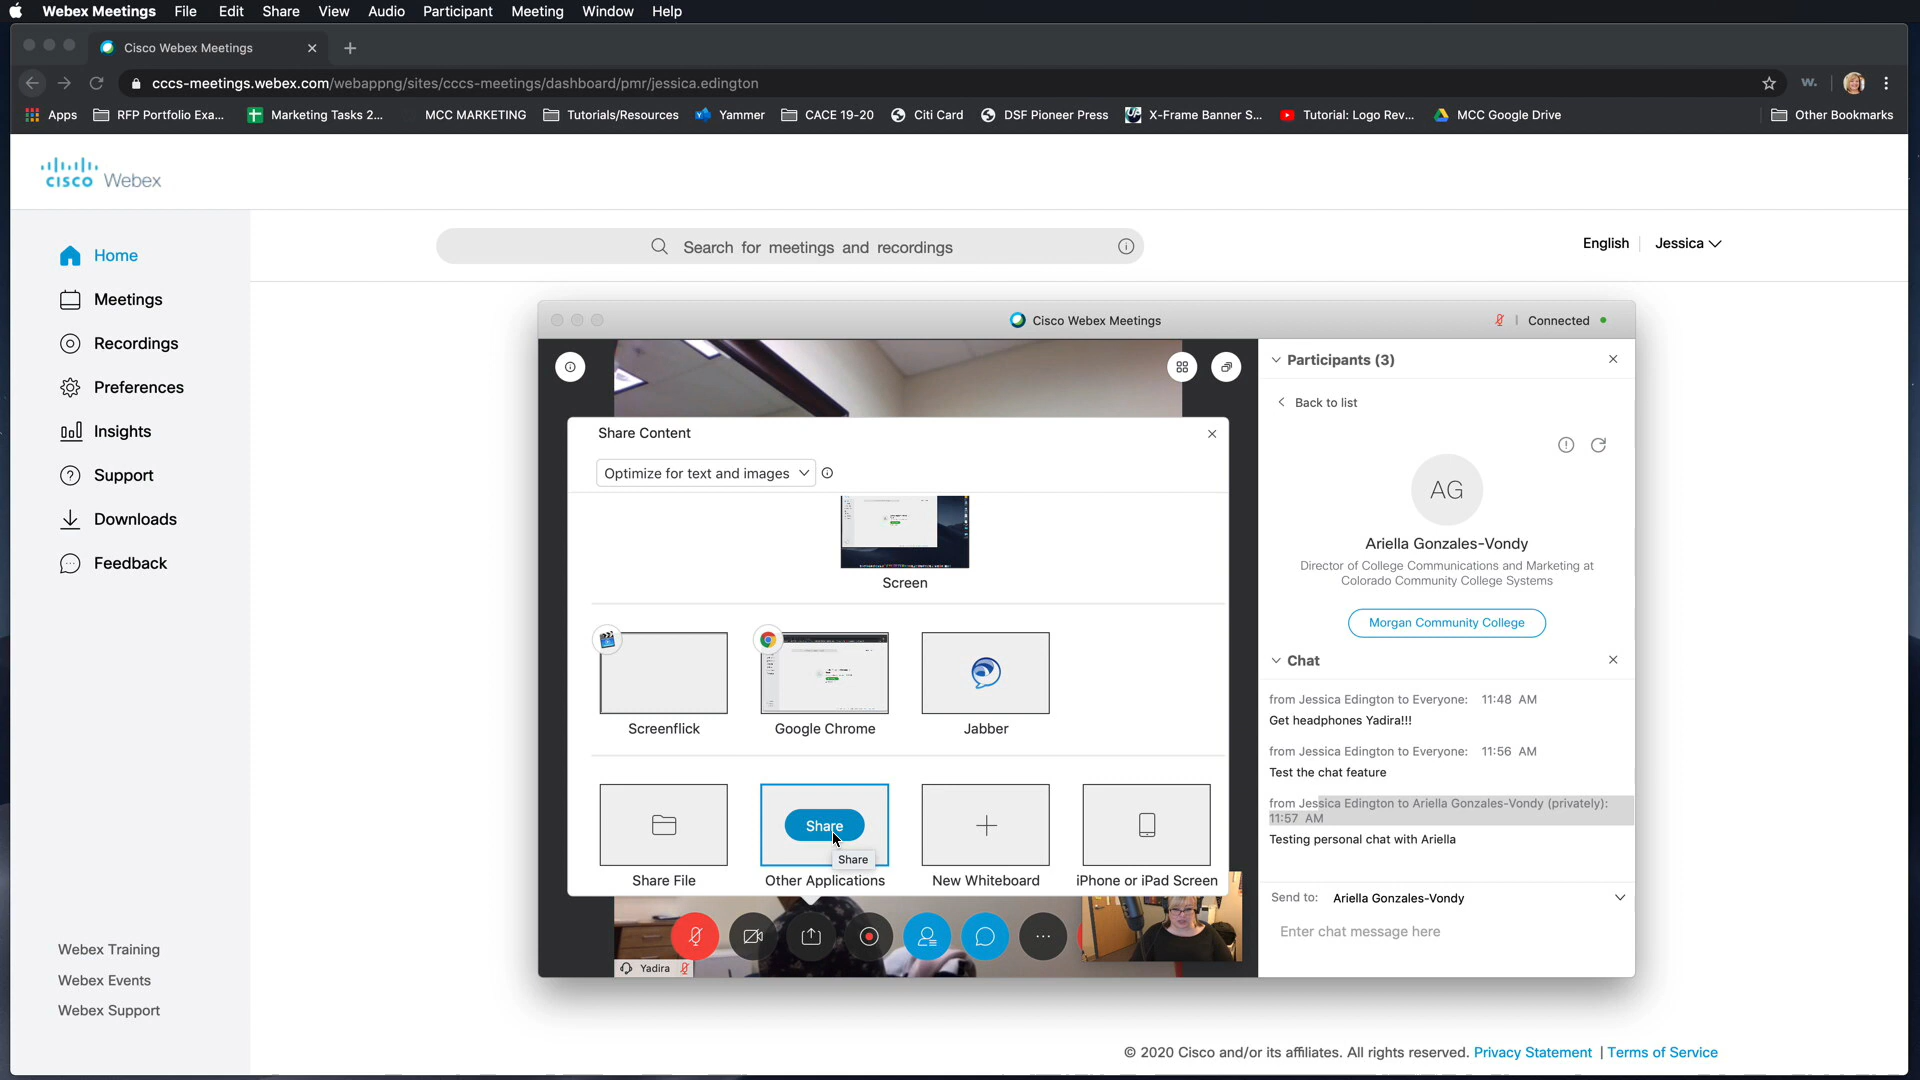 Webex Meetings File Edit Share View Audio Participant Meeting Window Help
Cisco Webex Meetings
cccs-meetings.webex.com/webappng/sites/cccs-meetings/dashboard/pmr/jessica.edington
W.
Apps RFP Portfolio Exa... Marketing Tasks 2... MCC MARKETING Tutorials/Resources Yammer CACE 19-20 Citi Card DSF Pioneer Press X-Frame Banner S... Tutorial: Logo Rev... MCC Google Drive Other Bookmarks
CISCO Webex
Search for meetings and recordings
English Jessica
Home
Meetings
Recordings
Preferences
Insights
Support
Downloads
Feedback
Webex Training
Webex Events
Webex Support
Cisco Webex Meetings
Connected
Share Content
Optimize for text and images
Screen
Screenflick Google Chrome Jabber
Share
Share
Share File Other Applications New Whiteboard iPhone or iPad Screen
Yadira
Participants (3)
Back to list
AG
Ariella Gonzales-Vondy
Director of College Communications and Marketing at
Colorado Community College Systems
Morgan Community College
Chat
from Jessica Edington to Everyone: 11:48 AM
Get headphones Yadira!!!
from Jessica Edington to Everyone: 11:56 AM
Test the chat feature
from Jessica Edington to Ariella Gonzales-Vondy (privately):
11:57 AM
Testing personal chat with Ariella
Send to: Ariella Gonzales-Vondy
Enter chat message here
© 2020 Cisco and/or its affiliates. All rights reserved. Privacy Statement | Terms of Service